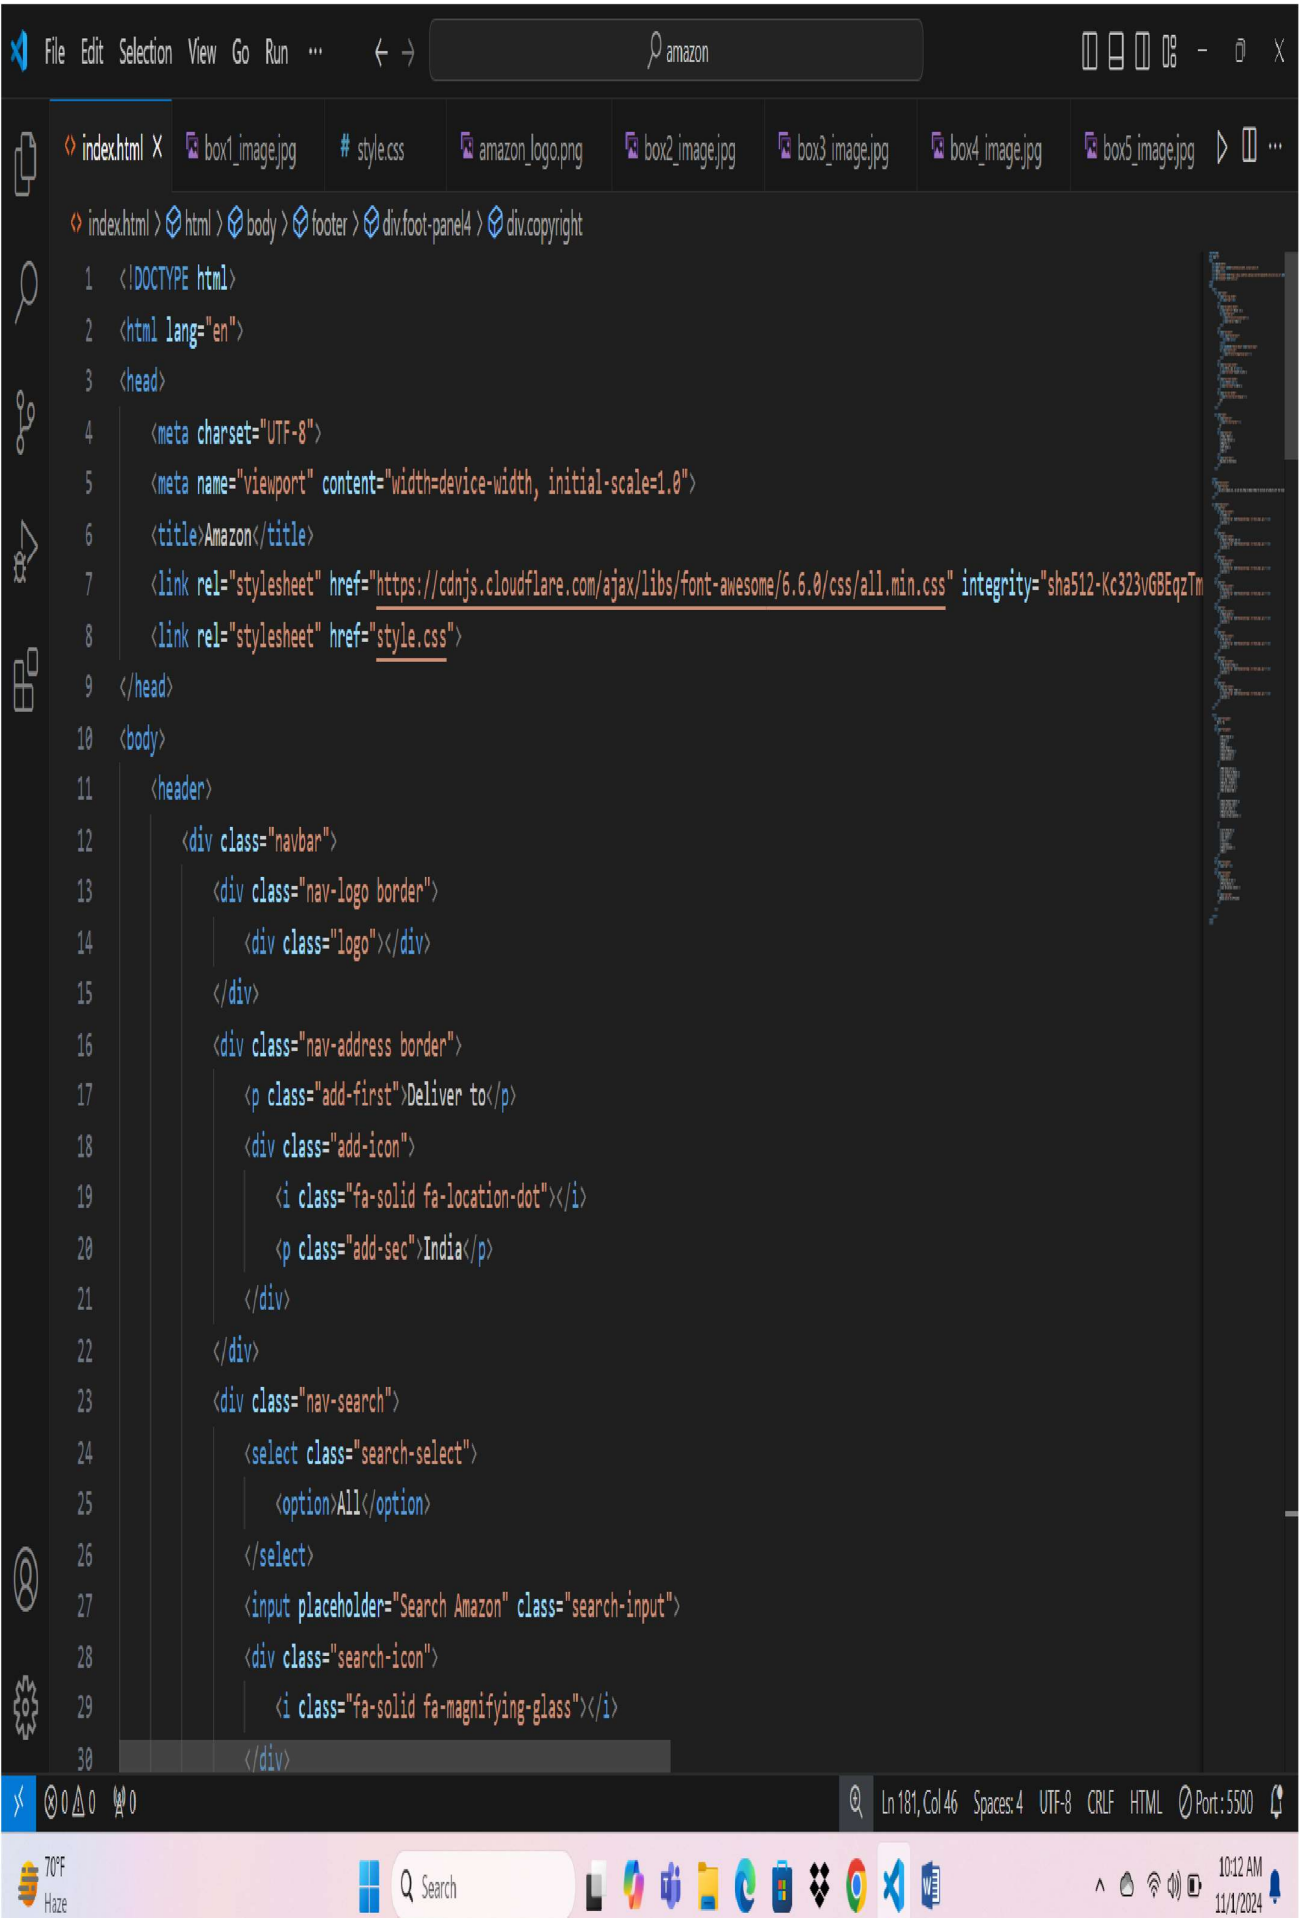 File Edit Selection View Go Run ... amazon
index.html box1_image.jpg # style.css amazon_logo.png box2_image.jpg box3_image.jpg box4_image.jpg box5_image.jpg ...
index.html > html > body > footer > div.foot-panel4 > div.copyright
1 <!DOCTYPE html>
2 <html lang="en">
3 <head>
4 <meta charset="UTF-8">
5 <meta name="viewport" content="width=device-width, initial-scale=1.0">
6 <title>Amazon</title>
7 <link rel="stylesheet" href="https://cdnjs.cloudflare.com/ajax/libs/font-awesome/6.6.0/css/all.min.css" integrity="sha512-Kc323vGBEqzTm
8 <link rel="stylesheet" href="style.css">
9 </head>
10 <body>
11 <header>
12 <div class="navbar">
13 <div class="nav-logo border">
14 <div class="logo"></div>
15 </div>
16 <div class="nav-address border">
17 <p class="add-first">Deliver to</p>
18 <div class="add-icon">
19 <i class="fa-solid fa-location-dot"></i>
20 <p class="add-sec">India</p>
21 </div>
22 </div>
23 <div class="nav-search">
24 <select class="search-select">
25 <option>All</option>
26 </select>
27 <input placeholder="Search Amazon" class="search-input">
28 <div class="search-icon">
29 <i class="fa-solid fa-magnifying-glass"></i>
30 </div>
0 0 0 Ln 181, Col 46 Spaces: 4 UTF-8 CRLF HTML Port : 5500
70°F
Haze
Search
10:12 AM
11/1/2024